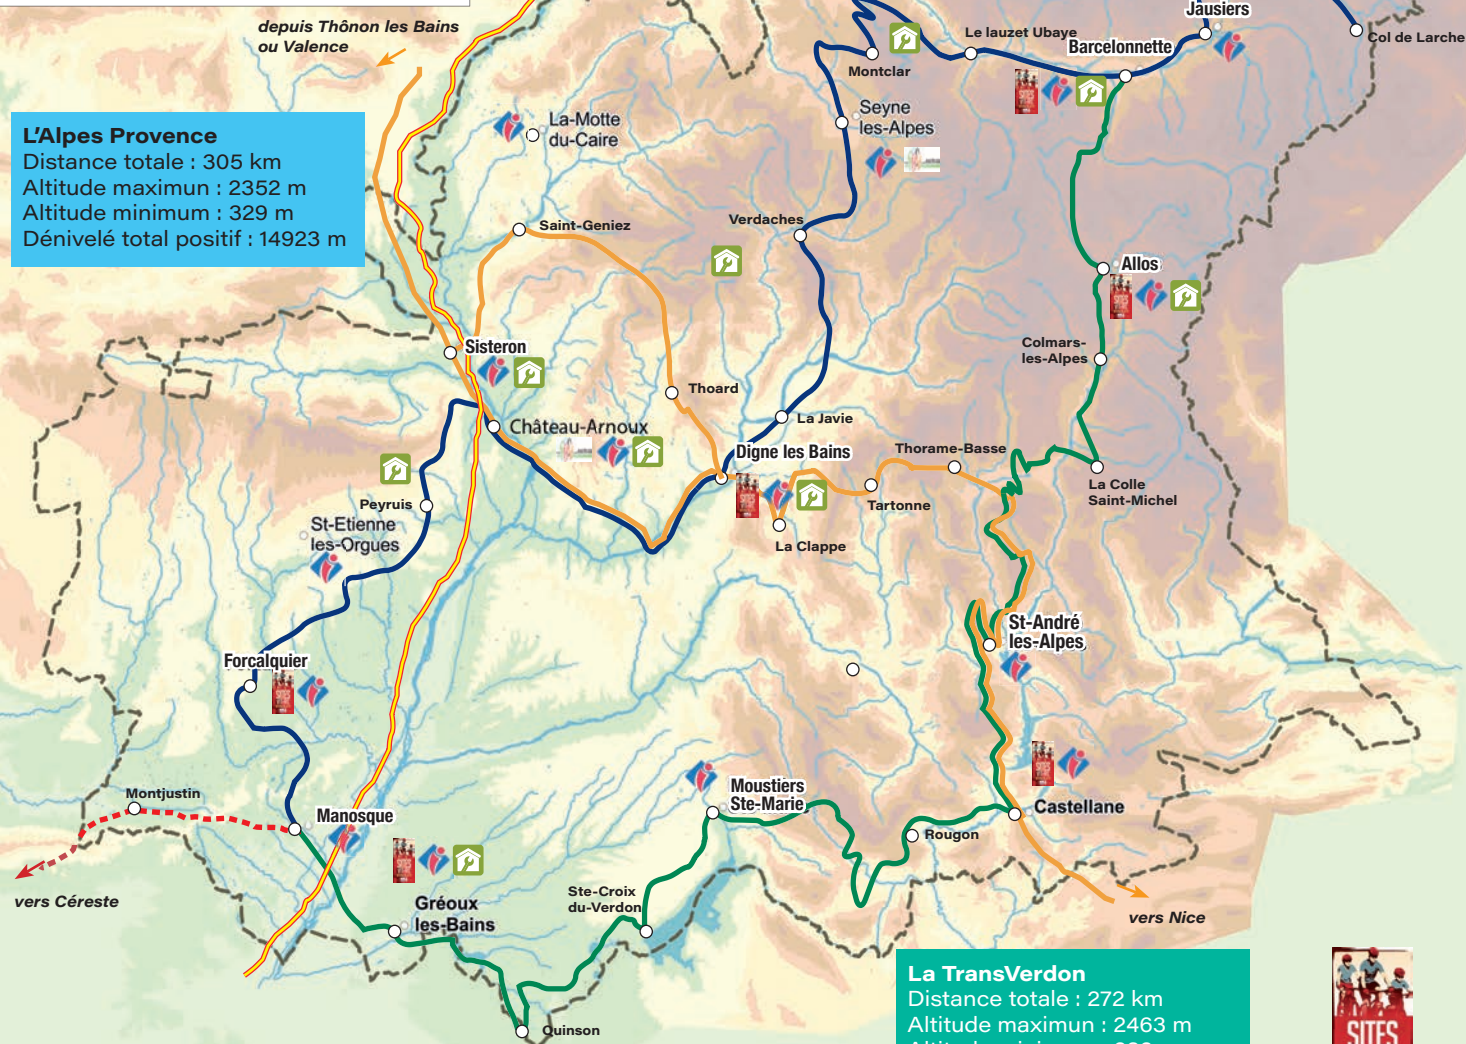 depuis Thônon les Bains
ou Valence
L'Alpes Provence
Distance totale : 305 km
Altitude maximun : 2352 m
Altitude minimum : 329 m
Dénivelé total positif : 14923 m
Jausiers
Col de Larche
Le lauzet Ubaye
Barcelonnette
Montclar
Seyne
les-Alpes
La-Motte
du-Caire
Verdaches
Saint-Geniez
Allos
SITES
Colmars-
les-Alpes
Sisteron
Thoard
La Javie
Château-Arnoux
Digne les Bains
Thorame-Basse
La Colle
Saint-Michel
Tartonne
La Clappe
Peyruis
St-Etienne
les-Orgues
St-André
les-Alpes
Forcalquier
SITES
Montjustin
Manosque
Moustiers
Ste-Marie
Castellane
Rougon
Ste-Croix
du-Verdon
vers Céreste
Gréoux
les-Bains
vers Nice
Quinson
La TransVerdon
Distance totale : 272 km
Altitude maximun : 2463 m
SITES